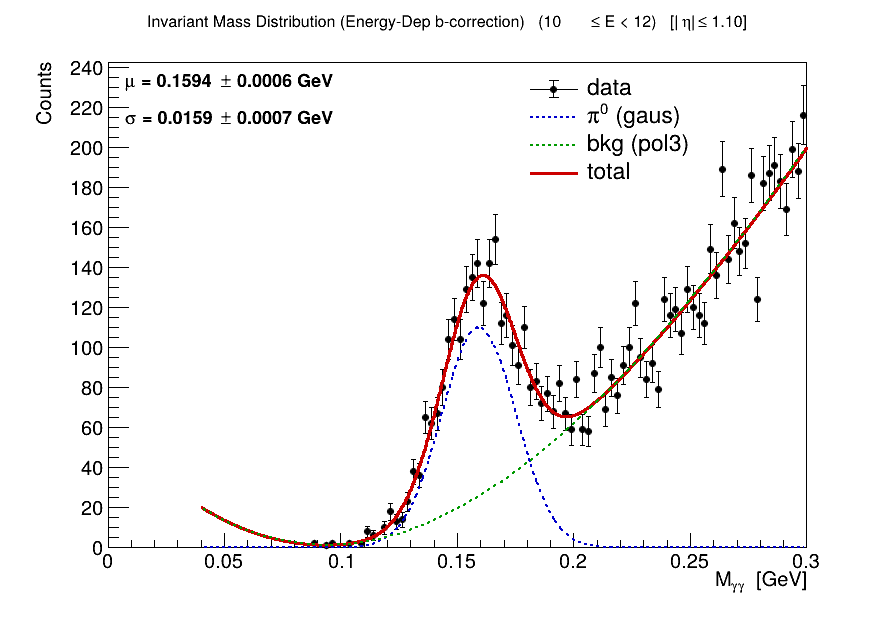 Invariant Mass Distribution (Energy-Dep b-correction) (10 ≤ E < 12) [| η| ≤ 1.10]
Counts
240
220
200
180
160
140
120
100
80
60
40
20
0
μ = 0.1594 ± 0.0006 GeV
σ = 0.0159 ± 0.0007 GeV
data
π⁰ (gaus)
bkg (pol3)
total
0 0.05 0.1 0.15 0.2 0.25 0.3
Mγγ [GeV]